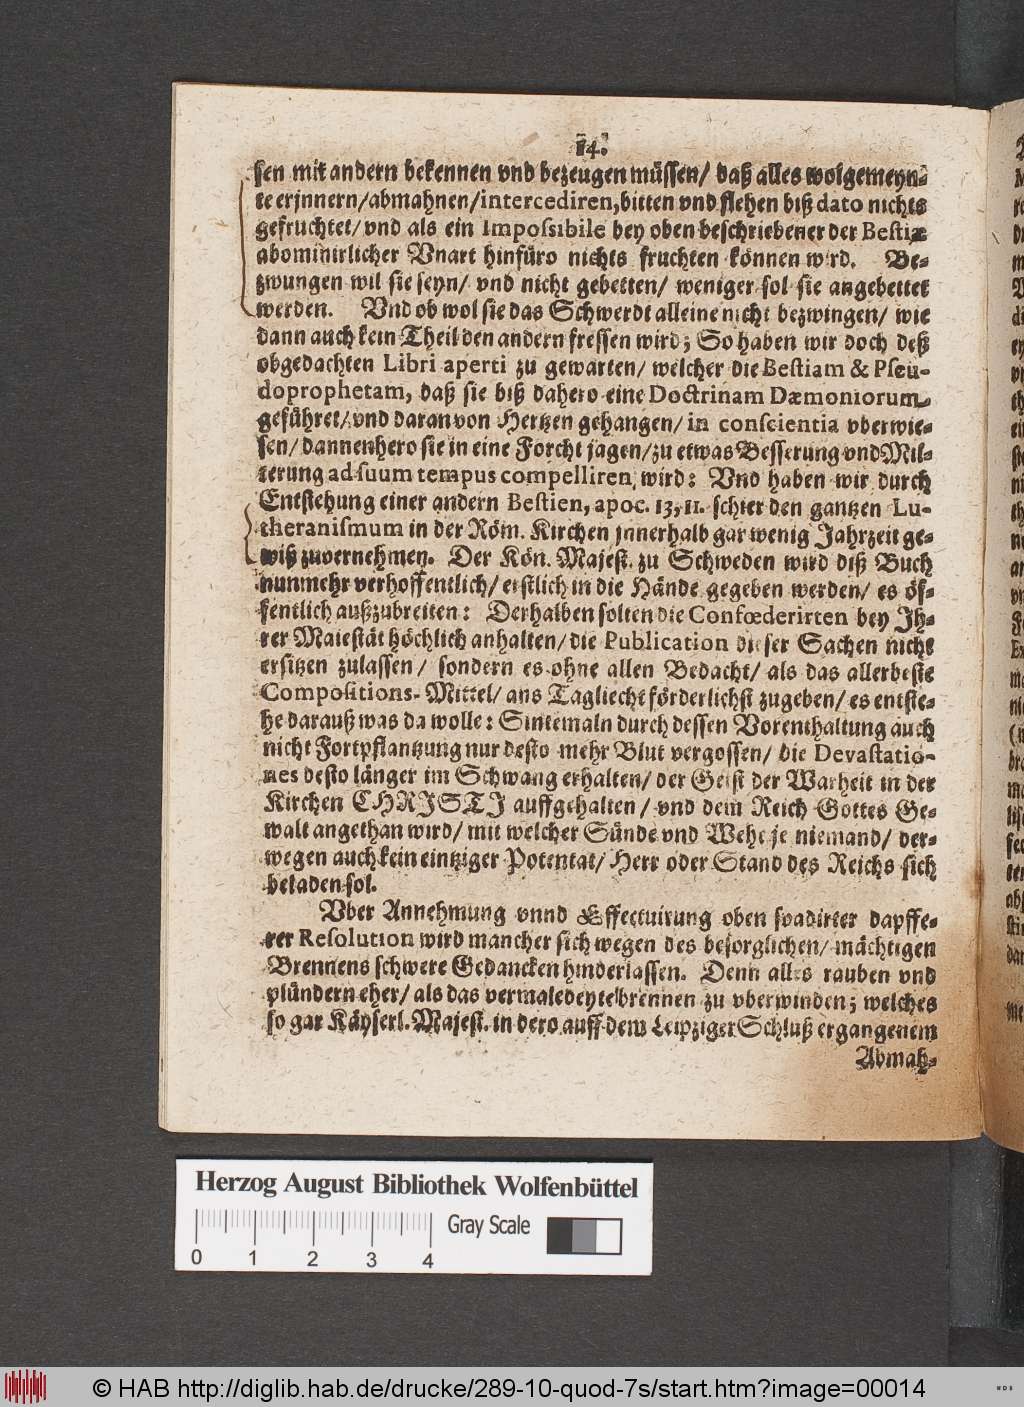 14.
sen mit andern bekennen vnd bezeugen müssen/ daß alles wolgemeyn-
te erinnern/abmahnen/intercediren, bitten vnd flehen biß dato nichts
gefruchtet/ vnd als ein Impoſsibile bey oben beschriebener der Beſtiæ
abominirlicher Vnart hinfüro nichts fruchten können wird. Be-
zwungen wil sie seyn/ vnd nicht gebetten/ weniger sol sie angebettet
werden. Vnd ob wol sie das Schwerdt alleine nicht bezwingen/ wie
dann auch kein Theil den andern fressen wird; So haben wir doch deß
obgedachten Libri aperti zu gewarten/ welcher die Beſtiam & Pſeu-
doprophetam, daß sie biß dahero eine Doctrinam Dæmoniorum
geführet/ vnd daran von Hertzen gehangen/ in conſcientia vberwie-
sen/ dannenhero sie in eine Forcht jagen/ zu etwas Besserung vnd Mil-
terung ad ſuum tempus compelliren, wird: Vnd haben wir durch
Entstehung einer andern Beſtien, apoc. 13, 11. schier den gantzen Lu-
theraniſmum in der Röm. Kirchen jnnerhalb gar wenig Jahrzeit ge-
wiß zuvernehmen. Der Kön. Majest. zu Schweden wird diß Buch
nunmehr verhoffentlich/ erstlich in die Hände gegeben werden/ es öf-
fentlich außzubreiten: Derhalben solten die Confœderirten bey Ih-
rer Maiestät höchlich anhalten/ die Publication dieser Sachen nicht
ersitzen zulassen/ sondern es ohne allen Bedacht/ als das allerbeste
Compoſitions- Mittel/ ans Tagliecht förderlichst zugeben/ es entste-
he darauß was da wolle: Sintemaln durch dessen Vorenthaltung auch
nicht Fortpflantzung nur desto mehr Blut vergossen/ die Devaſtatio-
nes desto länger im Schwang erhalten/ der Geist der Warheit in der
Kirchen CHRISTI auffgehalten/ vnd dem Reich Gottes Ge-
walt angethan wird/ mit welcher Sünde vnd Wehe je niemand/ der-
wegen auch kein eintziger Potentat/ Herr oder Stand des Reichs sich
beladen sol.
Vber Annehmung vnnd Effectuirung oben spadirter dapffe-
rer Reſolution wird mancher sich wegen des besorglichen/ mächtigen
Brennens schwere Gedancken hinderlassen. Denn alles rauben vnd
plündern eher/ als das vermaledeyte brennen zu vberwinden; welches
so gar Käyserl. Majest. in dero auff dem Leipziger Schluß ergangenem
Abmah-
Herzog August Bibliothek Wolfenbüttel
Gray Scale
0 1 2 3 4
© HAB http://diglib.hab.de/drucke/289-10-quod-7s/start.htm?image=00014